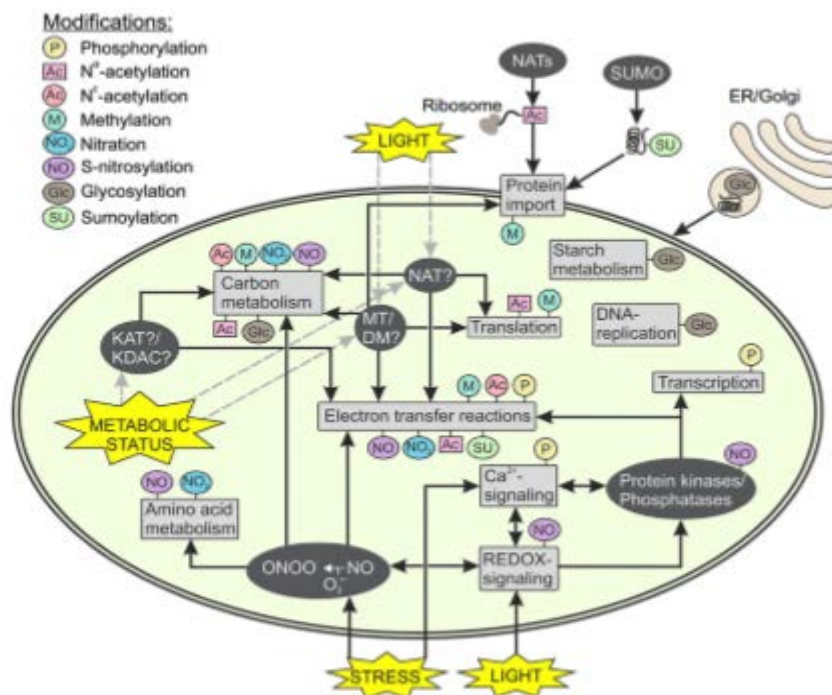 Modifications:
P Phosphorylation
Ac Nᵅ-acetylation
Ac Nᵋ-acetylation
M Methylation
NO₂ Nitration
NO S-nitrosylation
Glc Glycosylation
SU Sumoylation
NATs
SUMO
ER/Golgi
Ribosome
Ac
LIGHT
SU
Glc
Protein
import
M
Starch
metabolism
Glc
Ac M NO₂ NO
Carbon
metabolism
Ac Glc
NAT?
MT/
DM?
Ac M
Translation
DNA-
replication
Glc
KAT?/
KDAC?
P
Transcription
METABOLIC
STATUS
M Ac P
Electron transfer reactions
NO NO₂ Ac SU
P
Ca²⁺-
signaling
NO
Protein kinases/
Phosphatases
NO NO₂
Amino acid
metabolism
NO
REDOX-
signaling
ONOO NO
O₂⁻
STRESS
LIGHT